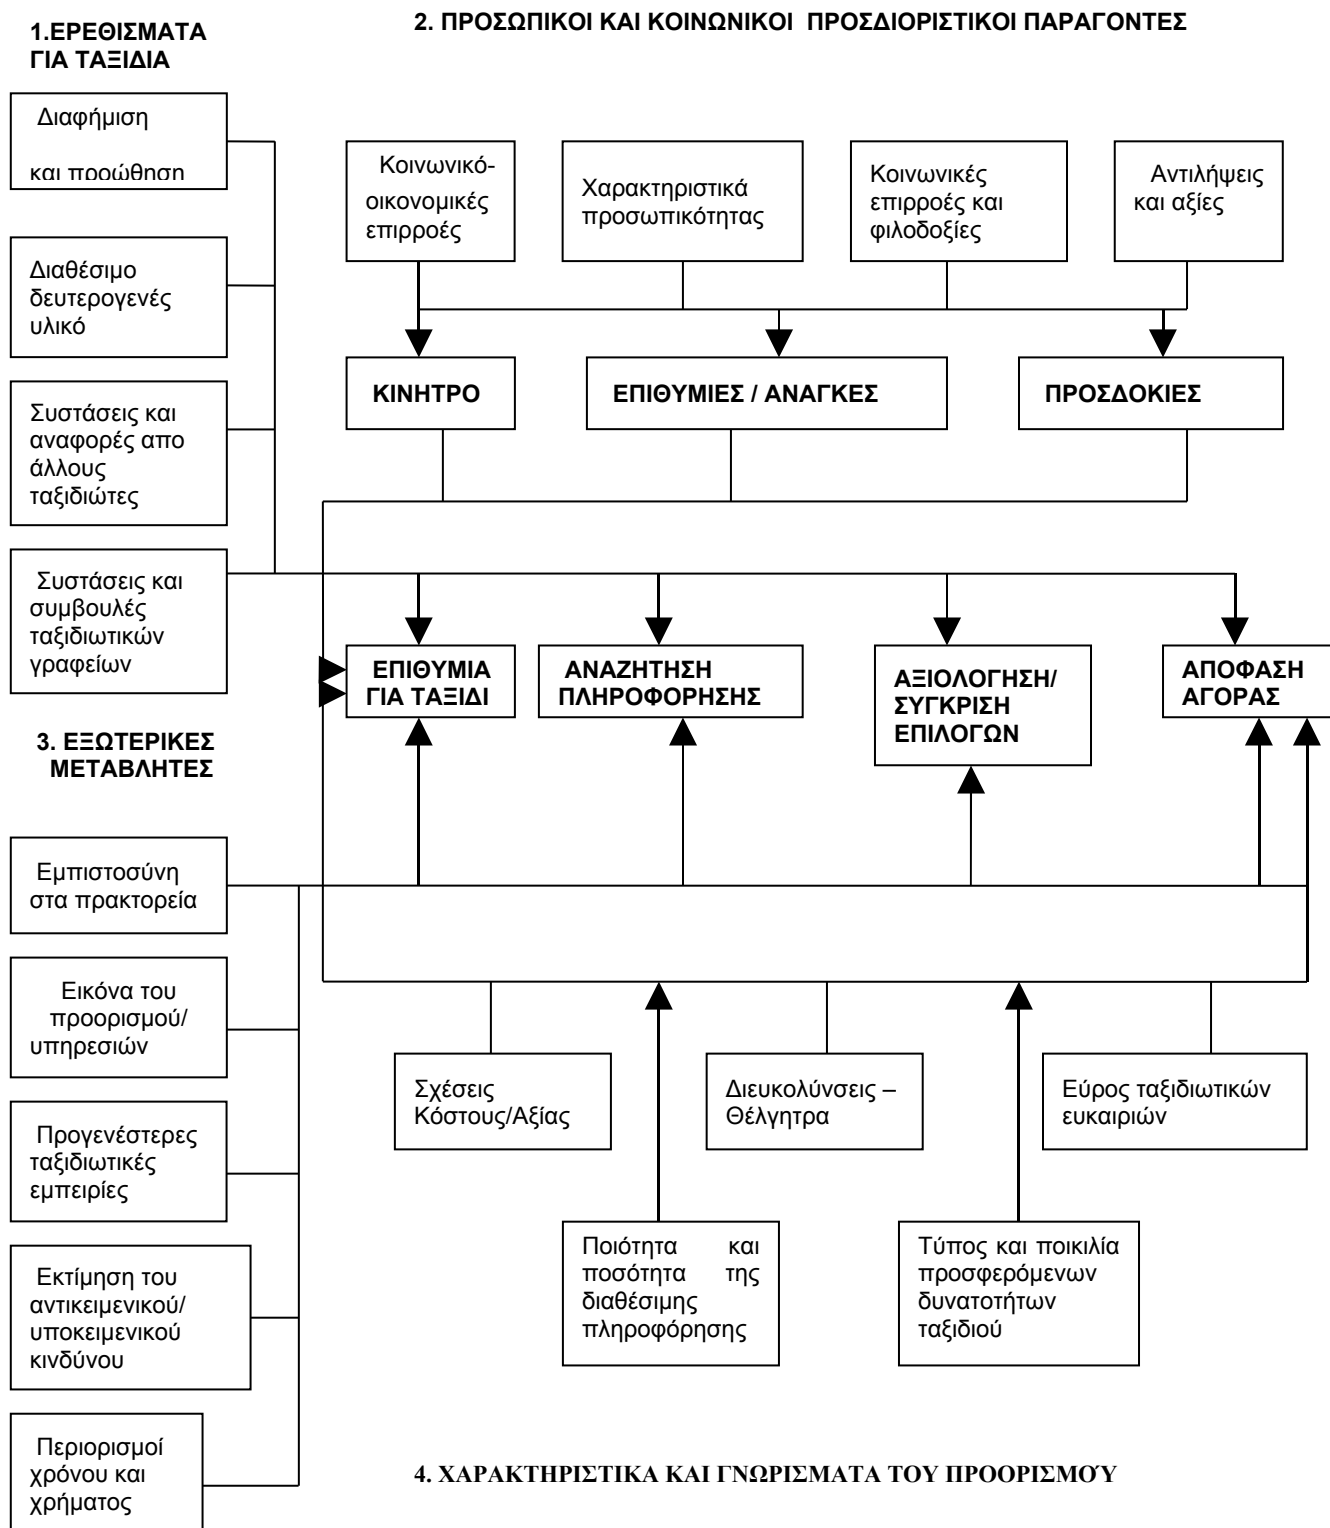 1.ΕΡΕΘΙΣΜΑΤΑ
ΓΙΑ ΤΑΞΙΔΙΑ
2. ΠΡΟΣΩΠΙΚΟΙ ΚΑΙ ΚΟΙΝΩΝΙΚΟΙ ΠΡΟΣΔΙΟΡΙΣΤΙΚΟΙ ΠΑΡΑΓΟΝΤΕΣ
Διαφήμιση
και προώθηση
Διαθέσιμο
δευτερογενές
υλικό
Συστάσεις και
αναφορές απο
άλλους
ταξιδιώτες
Συστάσεις και
συμβουλές
ταξιδιωτικών
γραφείων
Κοινωνικό-
οικονομικές
επιρροές
Χαρακτηριστικά
προσωπικότητας
Κοινωνικές
επιρροές και
φιλοδοξίες
Αντιλήψεις
και αξίες
ΚΙΝΗΤΡΟ
ΕΠΙΘΥΜΙΕΣ / ΑΝΑΓΚΕΣ
ΠΡΟΣΔΟΚΙΕΣ
ΕΠΙΘΥΜΙΑ
ΓΙΑ ΤΑΞΙΔΙ
ΑΝΑΖΗΤΗΣΗ
ΠΛΗΡΟΦΟΡΗΣΗΣ
ΑΞΙΟΛΟΓΗΣΗ/
ΣΥΓΚΡΙΣΗ
ΕΠΙΛΟΓΩΝ
ΑΠΟΦΑΣΗ
ΑΓΟΡΑΣ
3. ΕΞΩΤΕΡΙΚΕΣ
ΜΕΤΑΒΛΗΤΕΣ
Εμπιστοσύνη
στα πρακτορεία
Εικόνα του
προορισμού/
υπηρεσιών
Προγενέστερες
ταξιδιωτικές
εμπειρίες
Εκτίμηση του
αντικειμενικού/
υποκειμενικού
κινδύνου
Περιορισμοί
χρόνου και
χρήματος
Σχέσεις
Κόστους/Αξίας
Διευκολύνσεις –
Θέλγητρα
Εύρος ταξιδιωτικών
ευκαιριών
Ποιότητα και
ποσότητα της
διαθέσιμης
πληροφόρησης
Τύπος και ποικιλία
προσφερόμενων
δυνατοτήτων
ταξιδιού
4. ΧΑΡΑΚΤΗΡΙΣΤΙΚΑ ΚΑΙ ΓΝΩΡΙΣΜΑΤΑ ΤΟΥ ΠΡΟΟΡΙΣΜΟΎ